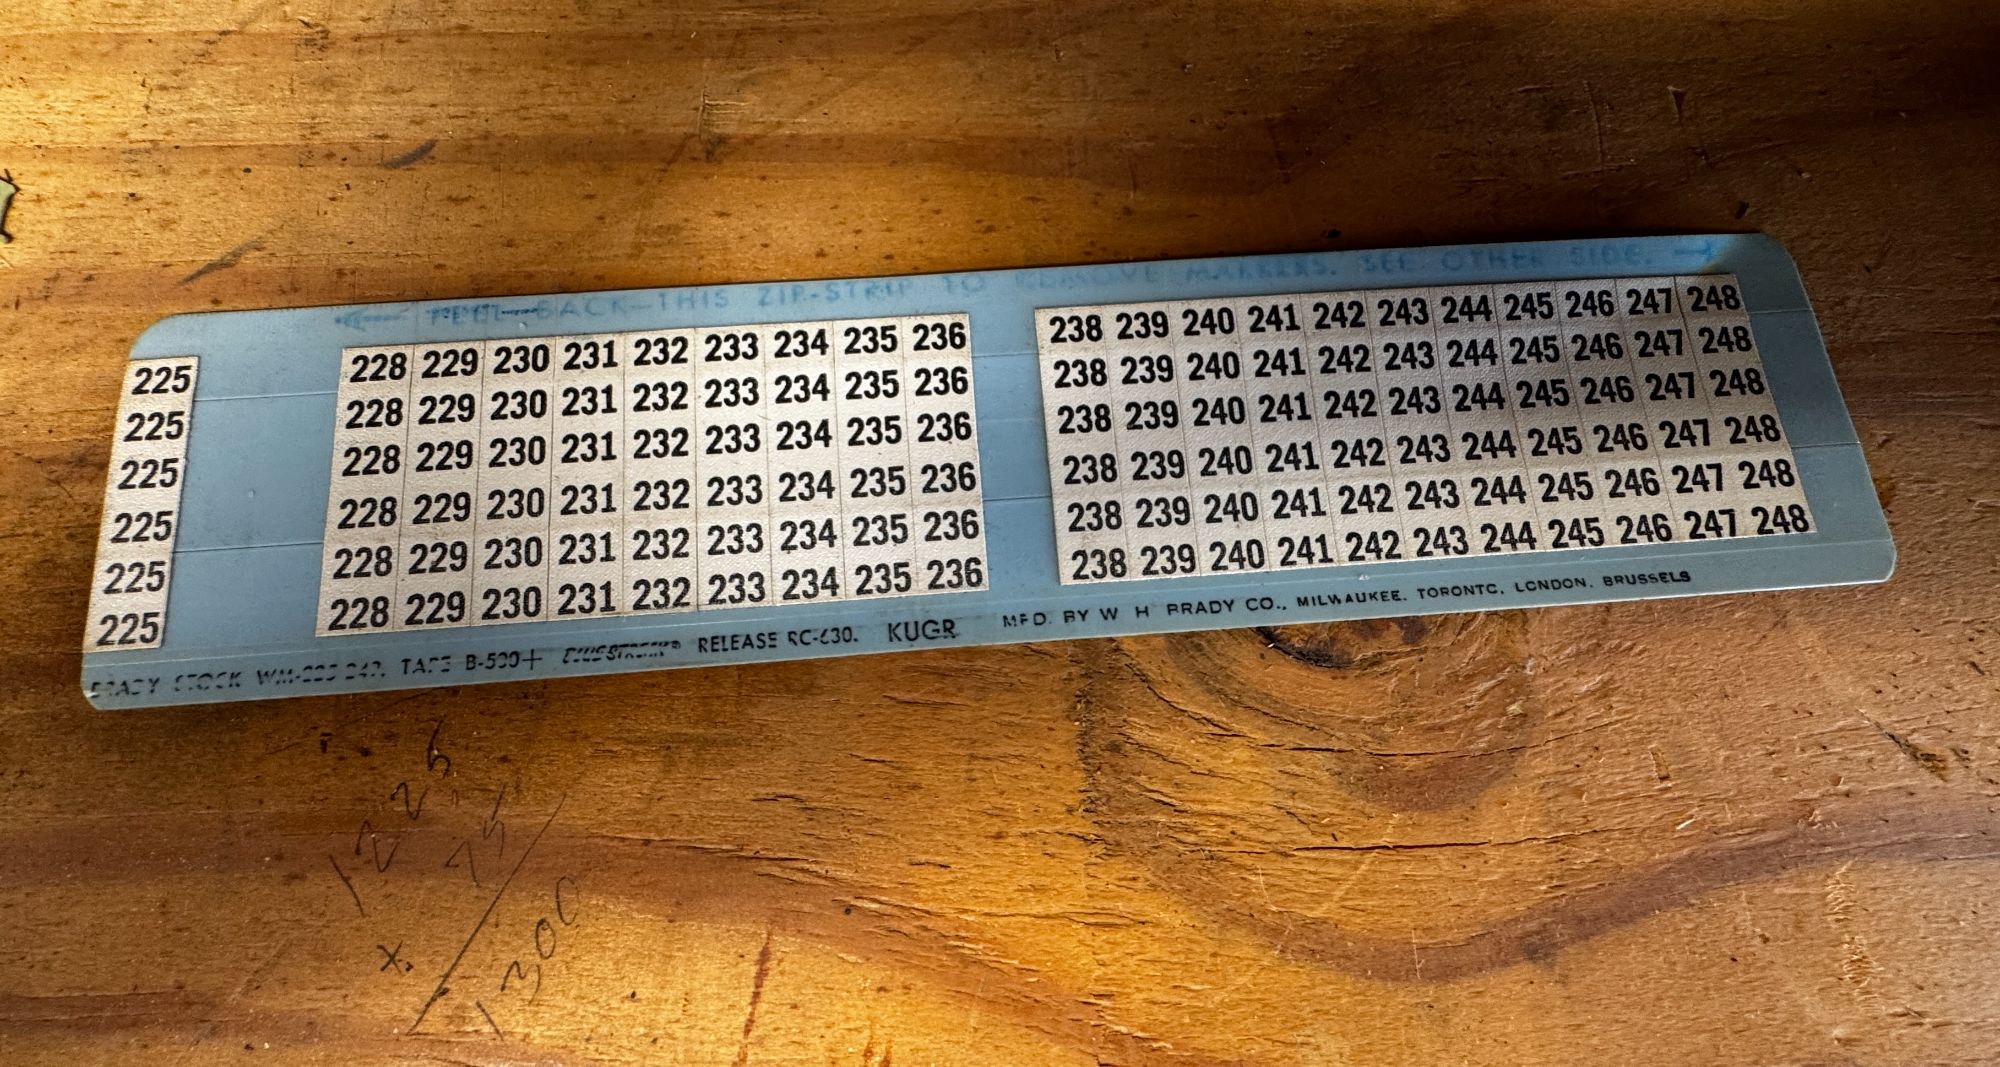 ← PEEL BACK—THIS ZIP-STRIP TO REMOVE MARKERS. SEE OTHER SIDE. →
225 228 229 230 231 232 233 234 235 236 238 239 240 241 242 243 244 245 246 247 248
225 228 229 230 231 232 233 234 235 236 238 239 240 241 242 243 244 245 246 247 248
225 228 229 230 231 232 233 234 235 236 238 239 240 241 242 243 244 245 246 247 248
225 228 229 230 231 232 233 234 235 236 238 239 240 241 242 243 244 245 246 247 248
225 228 229 230 231 232 233 234 235 236 238 239 240 241 242 243 244 245 246 247 248
225 228 229 230 231 232 233 234 235 236 238 239 240 241 242 243 244 245 246 247 248
BRADY STOCK TAPE RELEASE KUGR MFD. BY W H BRADY CO., MILWAUKEE. TORONTO, LONDON. BRUSSELS